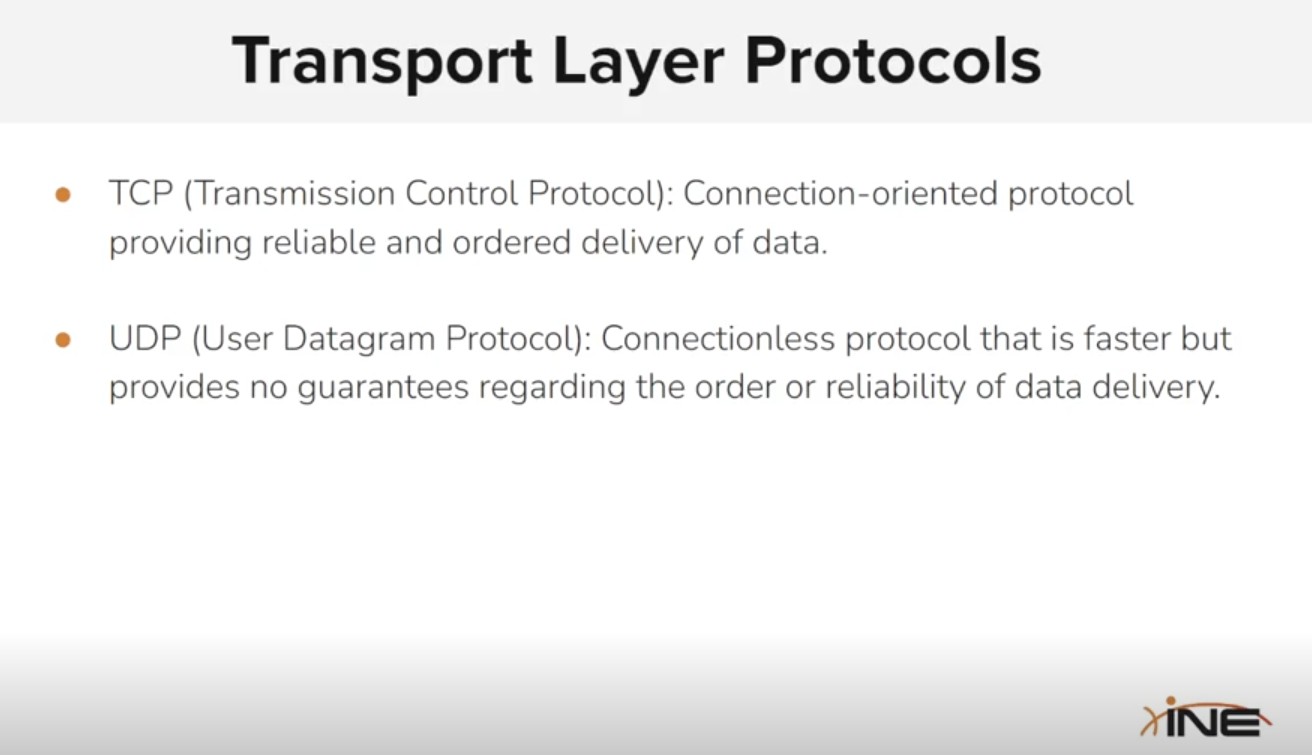 Transport Layer Protocols
TCP (Transmission Control Protocol): Connection-oriented protocol
providing reliable and ordered delivery of data.
UDP (User Datagram Protocol): Connectionless protocol that is faster but
provides no guarantees regarding the order or reliability of data delivery.
iNE